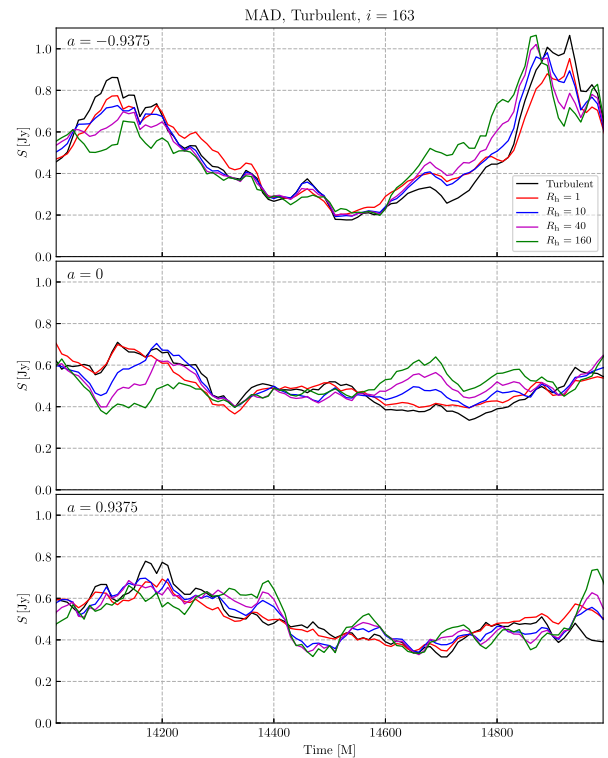 MAD, Turbulent, i = 163
a = −0.9375
1.0
0.8
0.6
0.4
0.2
0.0
S [Jy]
Turbulent
R_h = 1
R_h = 10
R_h = 40
R_h = 160
a = 0
1.0
0.8
0.6
0.4
0.2
0.0
S [Jy]
a = 0.9375
1.0
0.8
0.6
0.4
0.2
0.0
S [Jy]
14200 14400 14600 14800
Time [M]